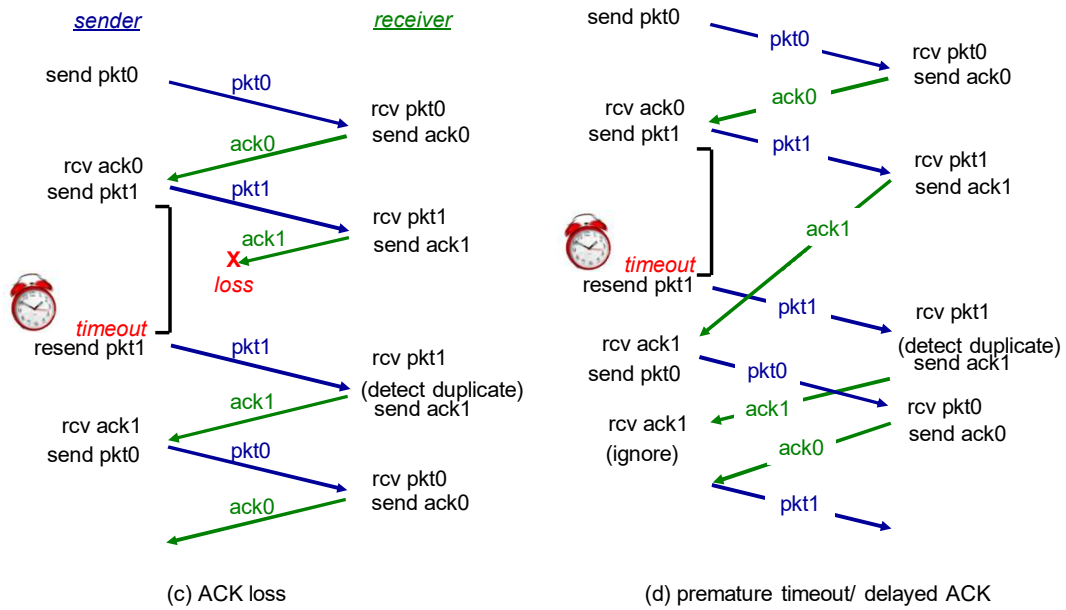 sender
receiver
send pkt0
pkt0
rcv pkt0
send ack0
ack0
rcv ack0
send pkt1
pkt1
rcv pkt1
send ack1
ack1
X
loss
timeout
resend pkt1
pkt1
rcv pkt1
(detect duplicate)
send ack1
ack1
rcv ack1
send pkt0
pkt0
rcv pkt0
send ack0
ack0
(c) ACK loss
send pkt0
pkt0
rcv pkt0
send ack0
ack0
rcv ack0
send pkt1
pkt1
rcv pkt1
send ack1
ack1
timeout
resend pkt1
pkt1
rcv pkt1
(detect duplicate)
send ack1
rcv ack1
send pkt0
pkt0
ack1
rcv pkt0
send ack0
rcv ack1
(ignore)
ack0
pkt1
(d) premature timeout/ delayed ACK